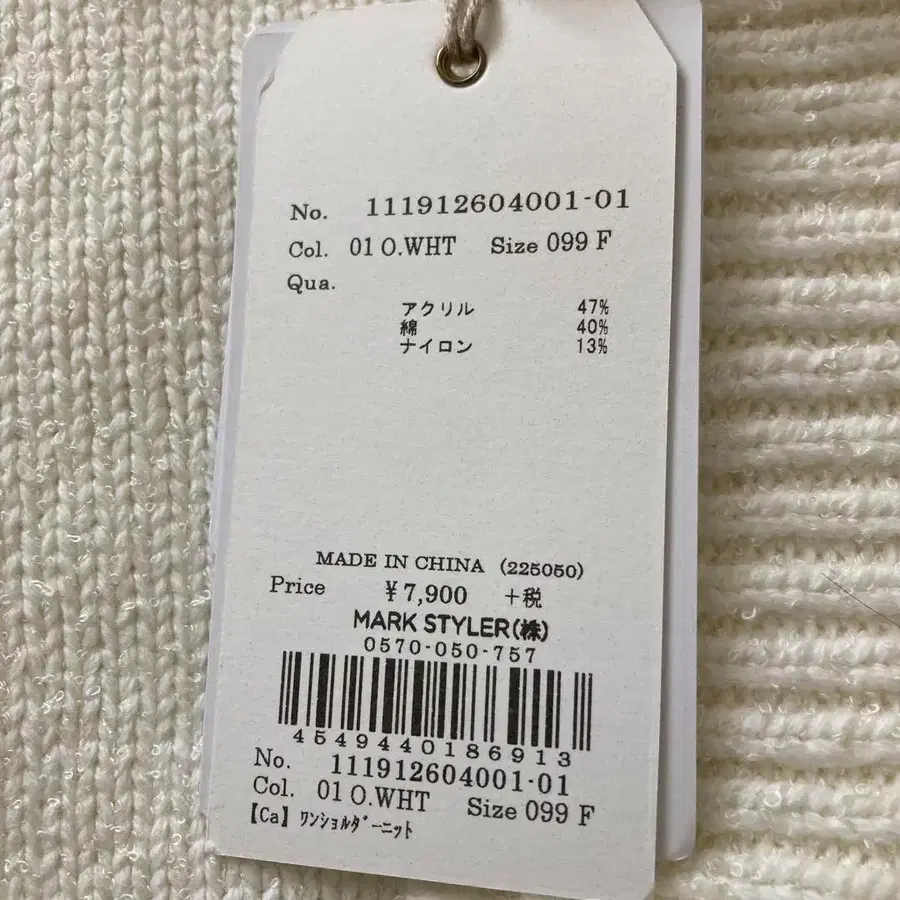 No. 111912604001-01
Col. 01 O.WHT Size 099 F
Qua.
アクリル 47%
綿 40%
ナイロン 13%
MADE IN CHINA (225050)
Price ¥7,900 +税
MARK STYLER(株)
0570-050-757
4549440186913
No. 111912604001-01
Col. 01 O.WHT Size 099 F
【Ca】ﾜﾝｼｮﾙﾀﾞｰﾆｯﾄ